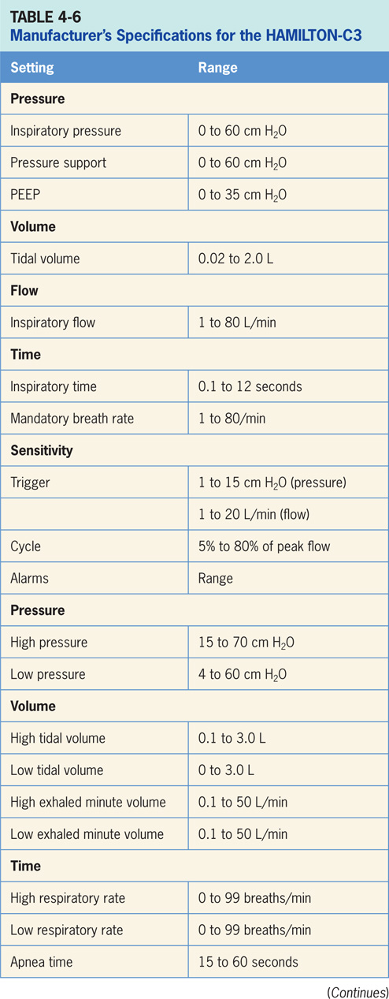 TABLE 4-6
Manufacturer's Specifications for the HAMILTON-C3
Setting Range
Pressure
Inspiratory pressure 0 to 60 cm H₂O
Pressure support 0 to 60 cm H₂O
PEEP 0 to 35 cm H₂O
Volume
Tidal volume 0.02 to 2.0 L
Flow
Inspiratory flow 1 to 80 L/min
Time
Inspiratory time 0.1 to 12 seconds
Mandatory breath rate 1 to 80/min
Sensitivity
Trigger 1 to 15 cm H₂O (pressure)
1 to 20 L/min (flow)
Cycle 5% to 80% of peak flow
Alarms Range
Pressure
High pressure 15 to 70 cm H₂O
Low pressure 4 to 60 cm H₂O
Volume
High tidal volume 0.1 to 3.0 L
Low tidal volume 0 to 3.0 L
High exhaled minute volume 0.1 to 50 L/min
Low exhaled minute volume 0.1 to 50 L/min
Time
High respiratory rate 0 to 99 breaths/min
Low respiratory rate 0 to 99 breaths/min
Apnea time 15 to 60 seconds
(Continues)